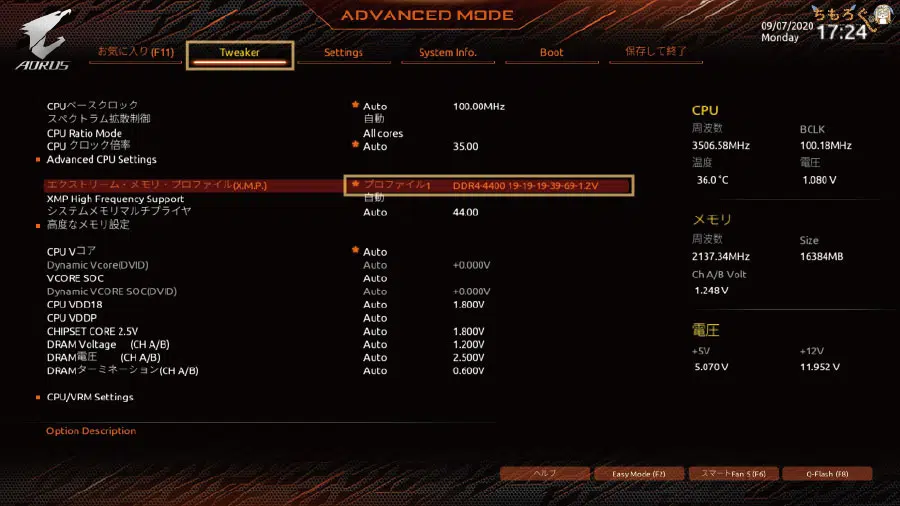 ADVANCED MODE
ちもろぐ
09/07/2020
Monday
17:24
AORUS
お気に入り(F11)
Tweaker
Settings
System Info.
Boot
保存して終了
CPUベースクロック Auto 100.00MHz
スペクトラム拡散制御 自動
CPU Ratio Mode All cores
CPU クロック倍率 Auto 35.00
Advanced CPU Settings
エクストリーム・メモリ・プロファイル(X.M.P.) プロファイル1 DDR4-4400 19-19-19-39-69-1.2V
XMP High Frequency Support 自動
システムメモリマルチプライヤ Auto 44.00
高度なメモリ設定
CPU Vコア Auto
Dynamic Vcore(DVID) Auto +0.000V
VCORE SOC Auto
Dynamic VCORE SOC(DVID) Auto +0.000V
CPU VDD18 Auto 1.800V
CPU VDDP Auto
CHIPSET CORE 2.5V Auto 1.800V
DRAM Voltage (CH A/B) Auto 1.200V
DRAM電圧 (CH A/B) Auto 2.500V
DRAMターミネーション(CH A/B) Auto 0.600V
CPU/VRM Settings
Option Description
CPU
周波数 BCLK
3506.58MHz 100.18MHz
温度 電圧
36.0 °C 1.080 V
メモリ
周波数 Size
2137.34MHz 16384MB
Ch A/B Volt
1.248 V
電圧
+5V +12V
5.070 V 11.952 V
ヘルプ
Easy Mode (F2)
スマートFan 5 (F6)
Q-Flash (F8)